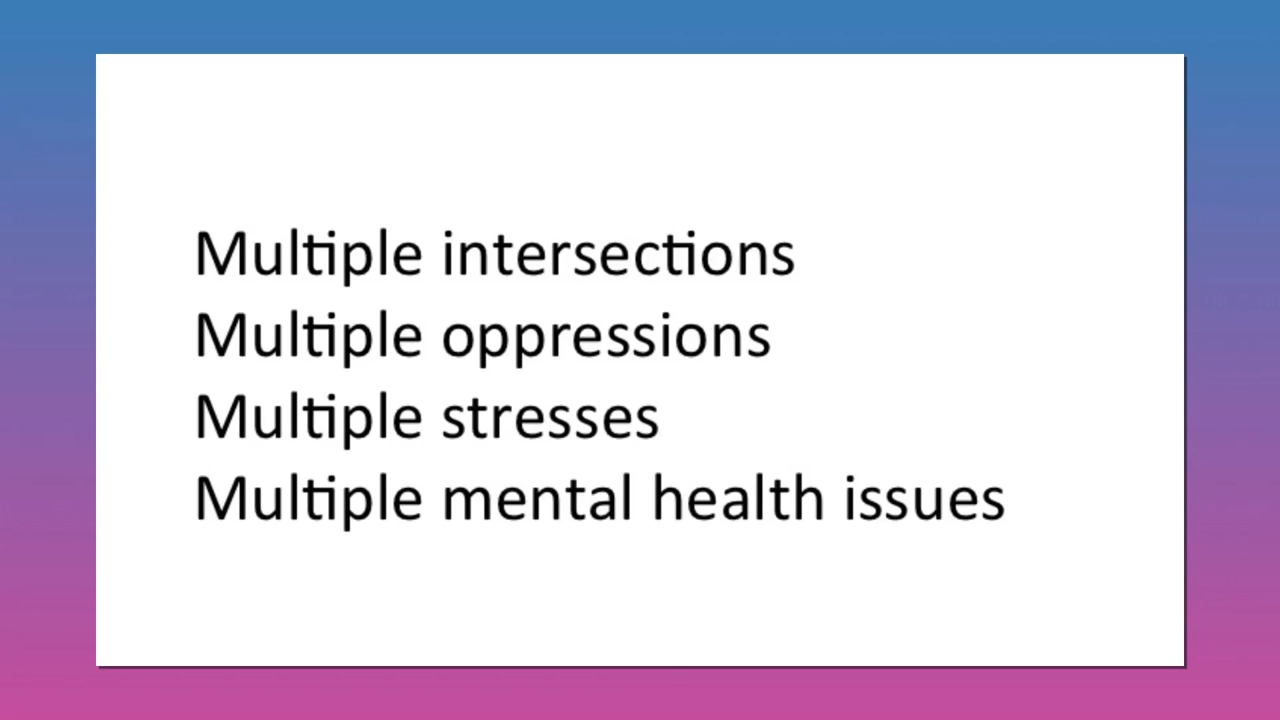 Multiple intersections
Multiple oppressions
Multiple stresses
Multiple mental health issues